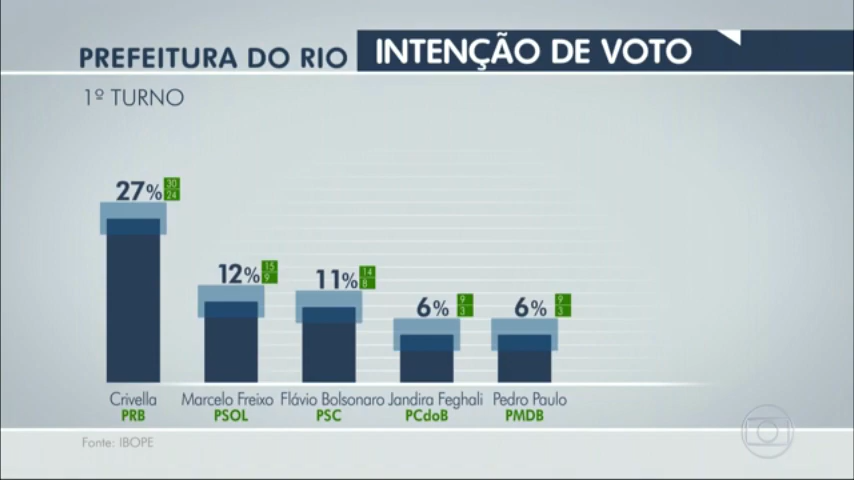 PREFEITURA DO RIO
INTENÇÃO DE VOTO
1º TURNO
27% 30 24
12% 15 9
11% 14 8
6% 9 3
6% 9 3
Crivella
PRB
Marcelo Freixo
PSOL
Flávio Bolsonaro
PSC
Jandira Feghali
PCdoB
Pedro Paulo
PMDB
Fonte: IBOPE